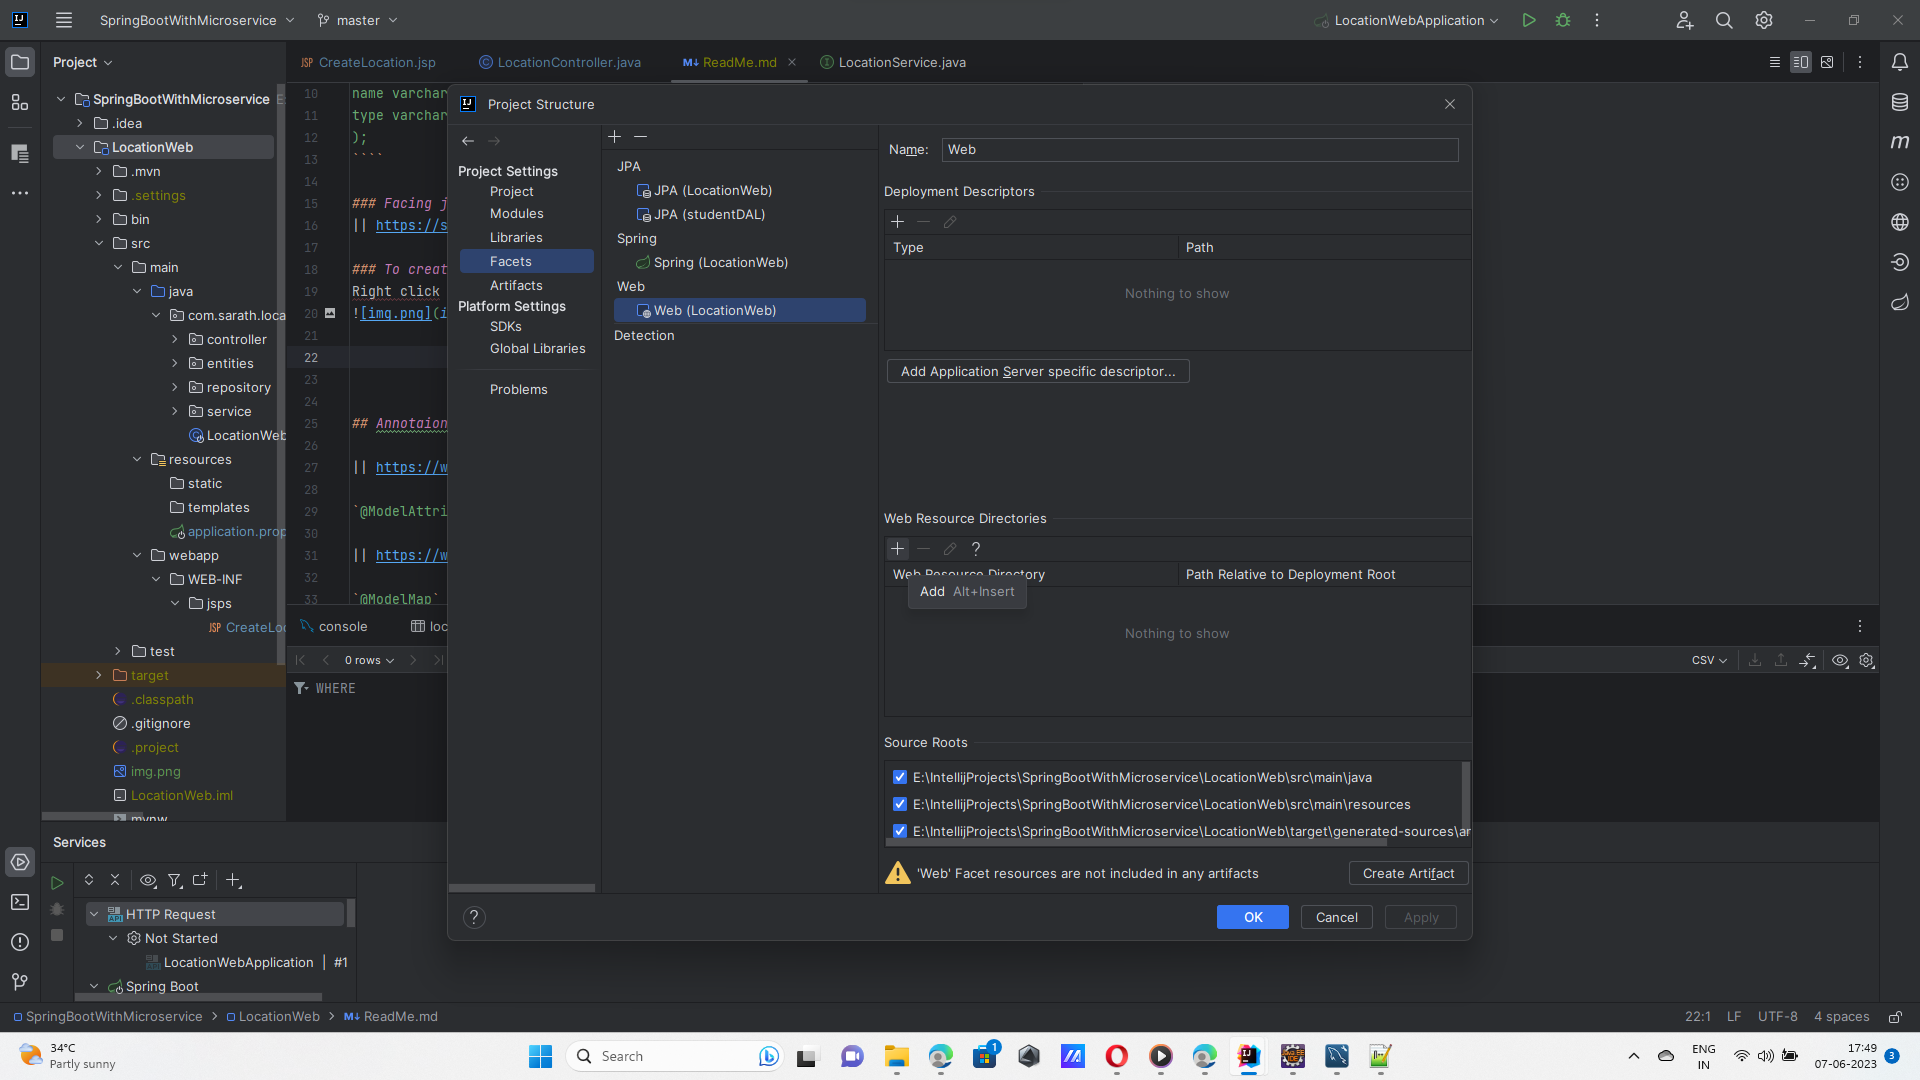 SpringBootWithMicroservice
master
LocationWebApplication
Project
CreateLocation.jsp
LocationController.java
ReadMe.md
LocationService.java
SpringBootWithMicroservice
.idea
LocationWeb
.mvn
.settings
bin
src
main
java
com.sarath.loca
controller
entities
repository
service
LocationWeb
resources
static
templates
application.prop
webapp
WEB-INF
jsps
CreateLoc
test
target
.classpath
.gitignore
.project
img.png
LocationWeb.iml
mvnw
10 name varchar
11 type varchar
12 );
13 ````
14
15 ### Facing j
16 || https://s
17
18 ### To creat
19 Right click
20 ![img.png](i
21
22
23
24
25 ## Annotaion
26
27 || https://w
28
29 `@ModelAttri
30
31 || https://w
32
33 `@ModelMap`
console
loc
0 rows
WHERE
CSV
Project Structure
Project Settings
Project
Modules
Libraries
Facets
Artifacts
Platform Settings
SDKs
Global Libraries
Problems
JPA
JPA (LocationWeb)
JPA (studentDAL)
Spring
Spring (LocationWeb)
Web
Web (LocationWeb)
Detection
Name: Web
Deployment Descriptors
Type Path
Nothing to show
Add Application Server specific descriptor...
Web Resource Directories
Web Resource Directory Path Relative to Deployment Root
Add Alt+Insert
Nothing to show
Source Roots
E:\IntellijProjects\SpringBootWithMicroservice\LocationWeb\src\main\java
E:\IntellijProjects\SpringBootWithMicroservice\LocationWeb\src\main\resources
E:\IntellijProjects\SpringBootWithMicroservice\LocationWeb\target\generated-sources\ar
'Web' Facet resources are not included in any artifacts
Create Artifact
OK Cancel Apply
Services
HTTP Request
Not Started
LocationWebApplication | #1
Spring Boot
SpringBootWithMicroservice > LocationWeb > M↓ ReadMe.md
22:1 LF UTF-8 4 spaces
34°C
Partly sunny
Search
1
ENG
IN
17:49
07-06-2023
3